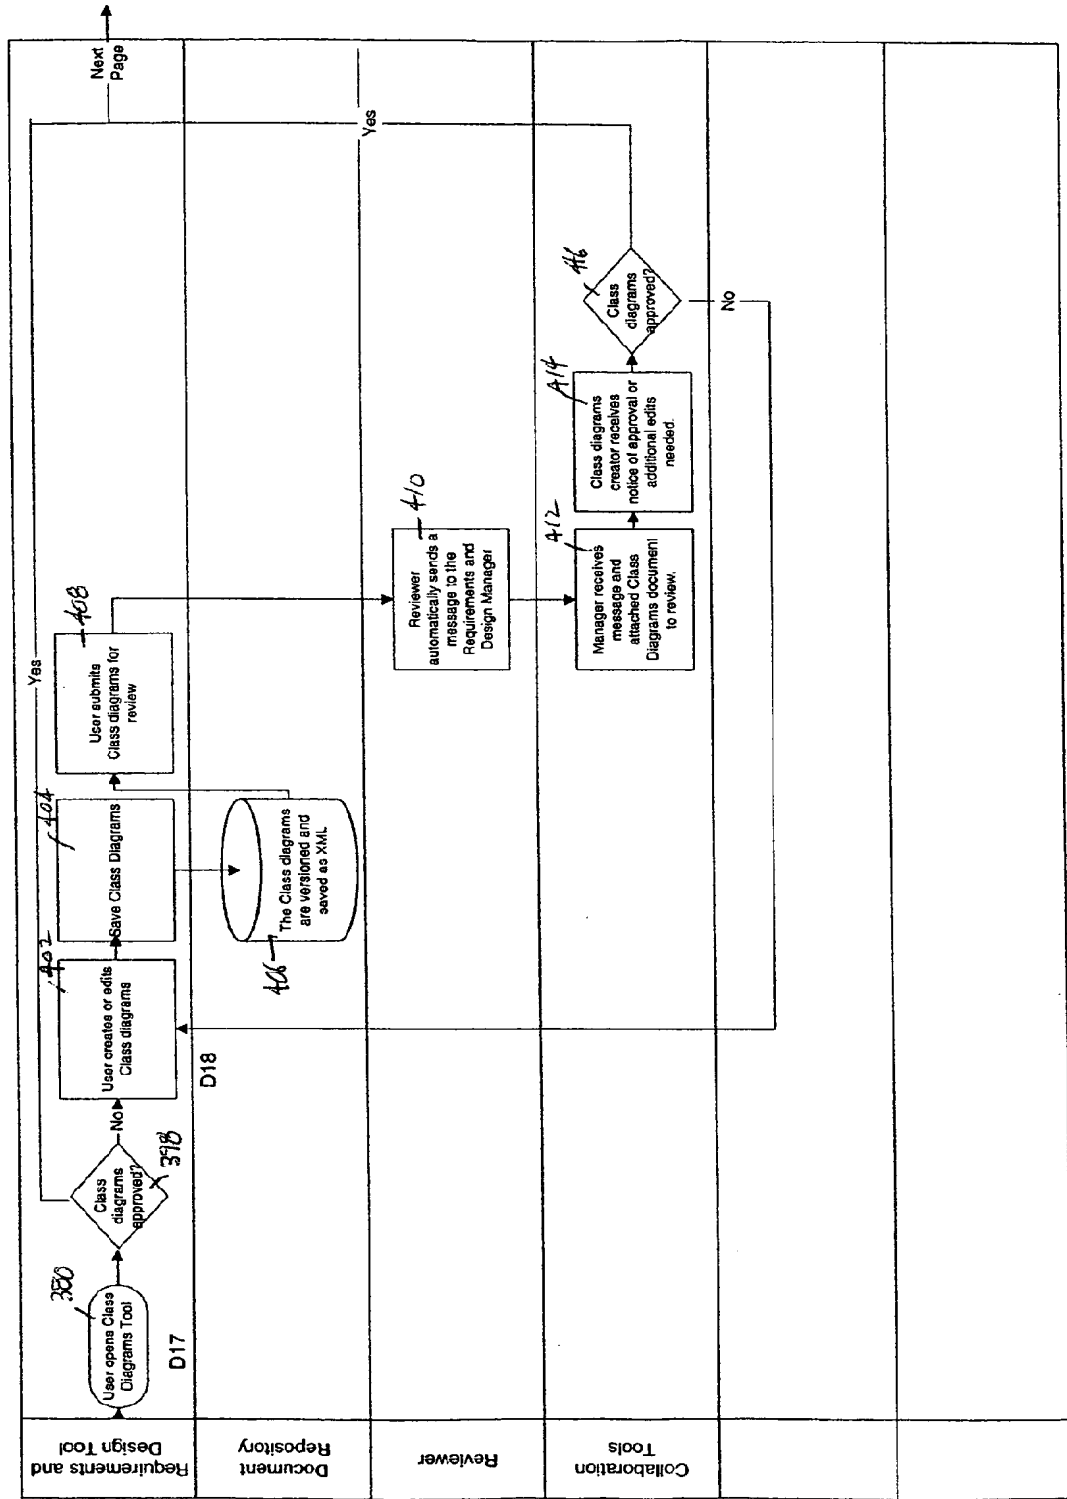 Requirements and
Design Tool
Document
Repository
Reviewer
Collaboration
Tools
380
User opens Class
Diagrams Tool
D17
Class
diagrams
approved?
398
No
Yes
402
User creates or edits
Class diagrams
D18
404
Save Class Diagrams
406
The Class diagrams
are versioned and
saved as XML
408
User submits
Class diagrams for
review
410
Reviewer
automatically sends a
message to the
Requirements and
Design Manager
412
Manager receives
message and
attached Class
Diagrams document
to review.
414
Class diagrams
creator receives
notice of approval or
additional edits
needed.
416
Class
diagrams
approved?
No
Yes
Next
Page